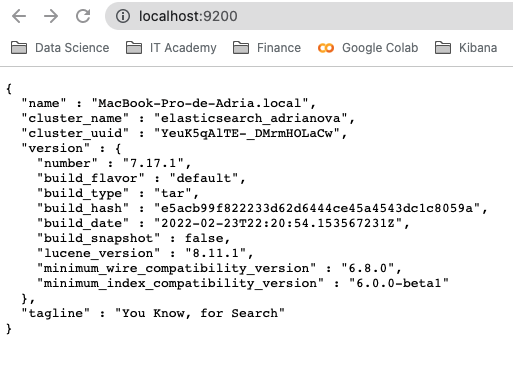 localhost:9200
Data Science IT Academy Finance Google Colab Kibana
{
  "name" : "MacBook-Pro-de-Adria.local",
  "cluster_name" : "elasticsearch_adrianova",
  "cluster_uuid" : "YeuK5qAlTE-_DMrmHOLaCw",
  "version" : {
    "number" : "7.17.1",
    "build_flavor" : "default",
    "build_type" : "tar",
    "build_hash" : "e5acb99f822233d62d6444ce45a4543dc1c8059a",
    "build_date" : "2022-02-23T22:20:54.153567231Z",
    "build_snapshot" : false,
    "lucene_version" : "8.11.1",
    "minimum_wire_compatibility_version" : "6.8.0",
    "minimum_index_compatibility_version" : "6.0.0-beta1"
  },
  "tagline" : "You Know, for Search"
}